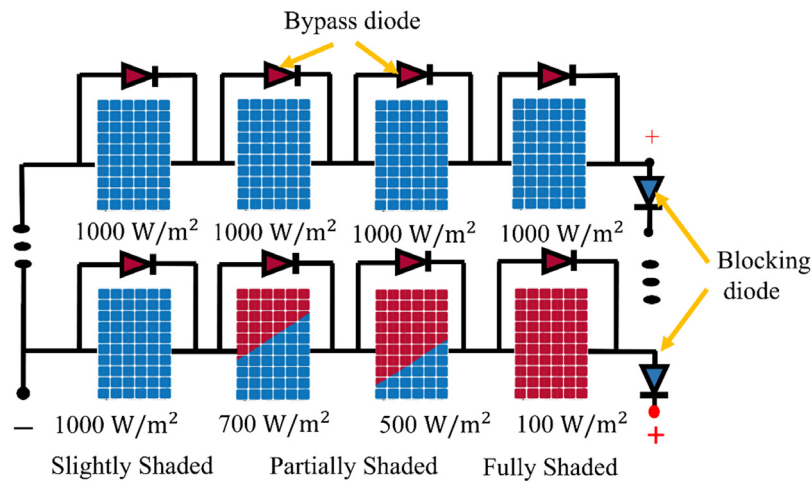 Bypass diode
+
1000 W/m²
1000 W/m²
1000 W/m²
1000 W/m²
Blocking
diode
−
1000 W/m²
700 W/m²
500 W/m²
100 W/m²
+
Slightly Shaded
Partially Shaded
Fully Shaded